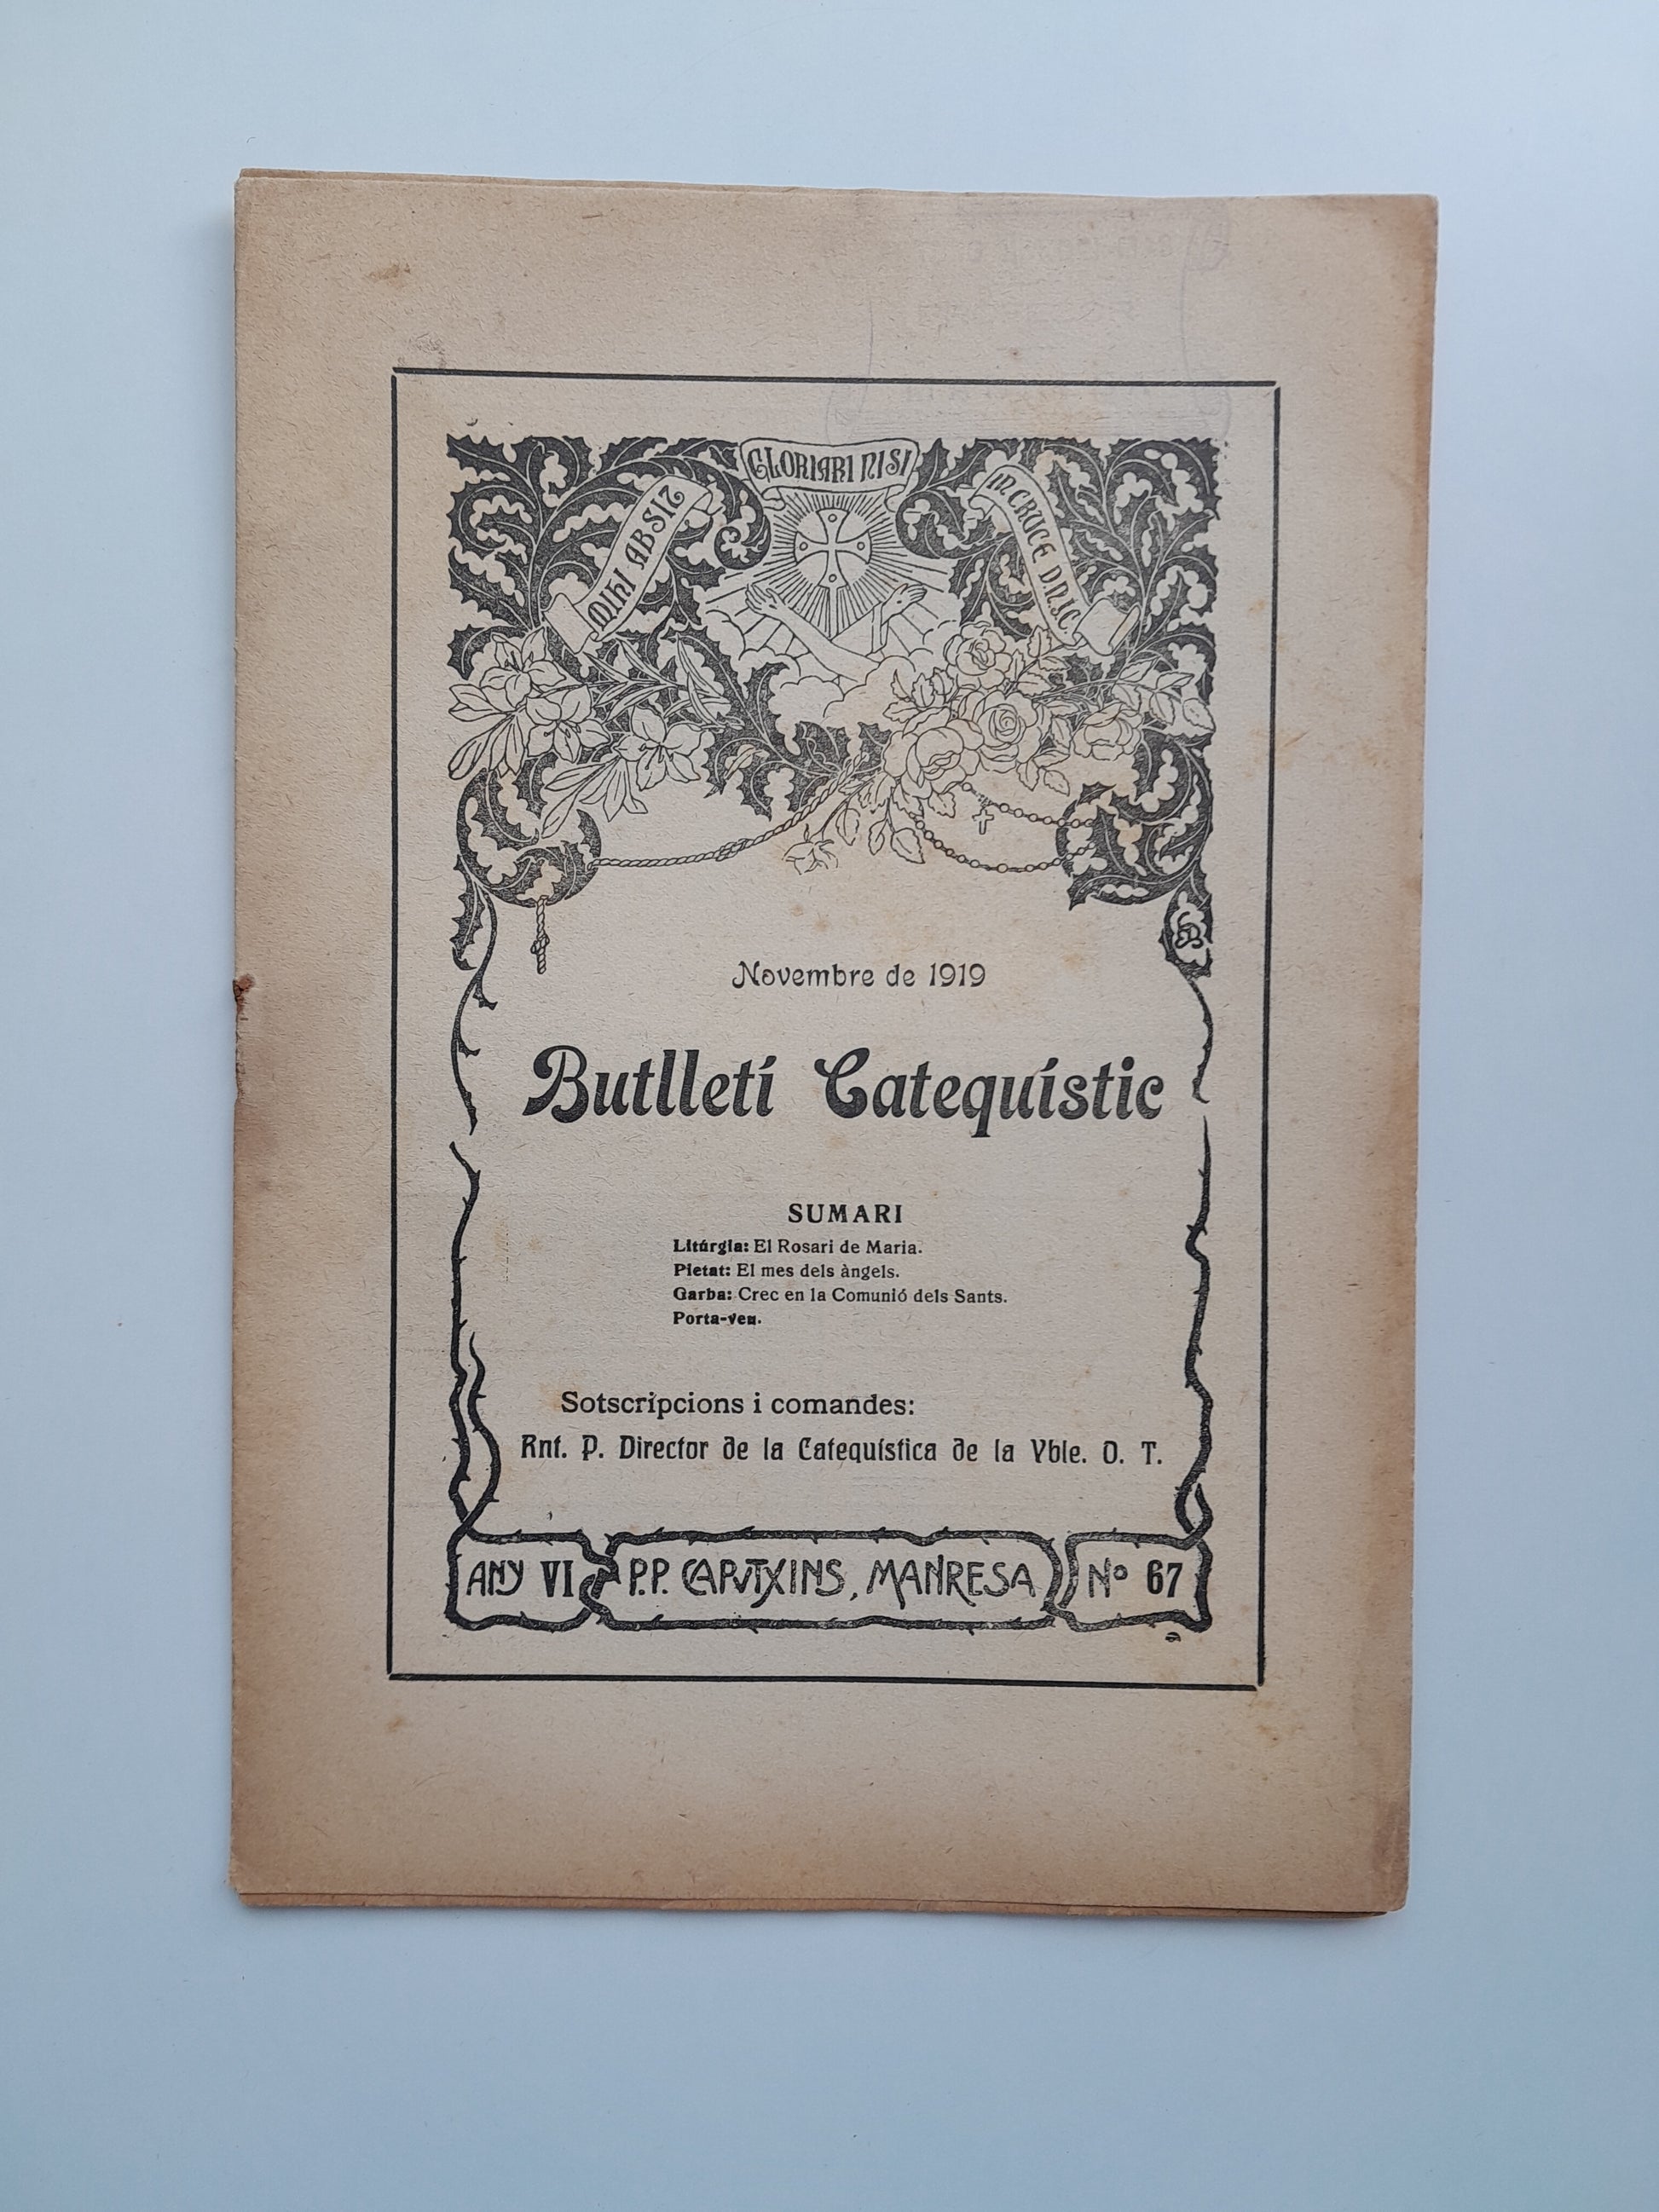 MIHI ABSIT
GLORIARI NISI
IN CRUCE D.N.J.C.
Novembre de 1919
Butlletí Catequístic
SUMARI
Litúrgia: El Rosari de Maria.
Pietat: El mes dels àngels.
Garba: Crec en la Comunió dels Sants.
Porta-veu.
Sotscripcions i comandes:
Rnt. P. Director de la Catequística de la Vble. O. T.
ANY VI P.P. CAPUTXINS, MANRESA Nº 67